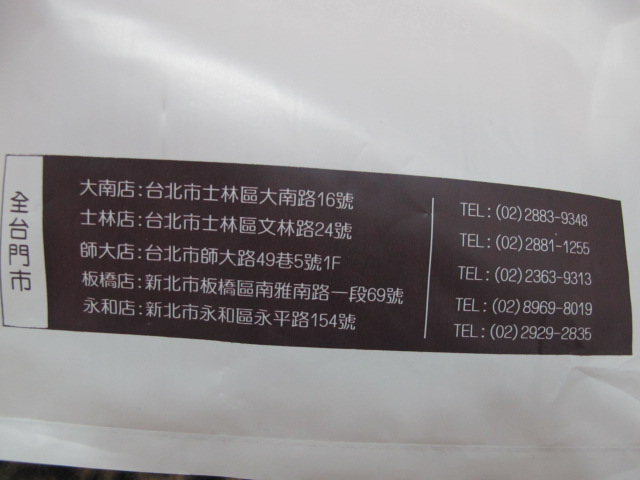 全台門市
大南店:台北市士林區大南路16號 TEL:(02)2883-9348
士林店:台北市士林區文林路24號 TEL:(02)2881-1255
師大店:台北市師大路49巷5號1F TEL:(02)2363-9313
板橋店:新北市板橋區南雅南路一段69號 TEL:(02)8969-8019
永和店:新北市永和區永平路154號 TEL:(02)2929-2835